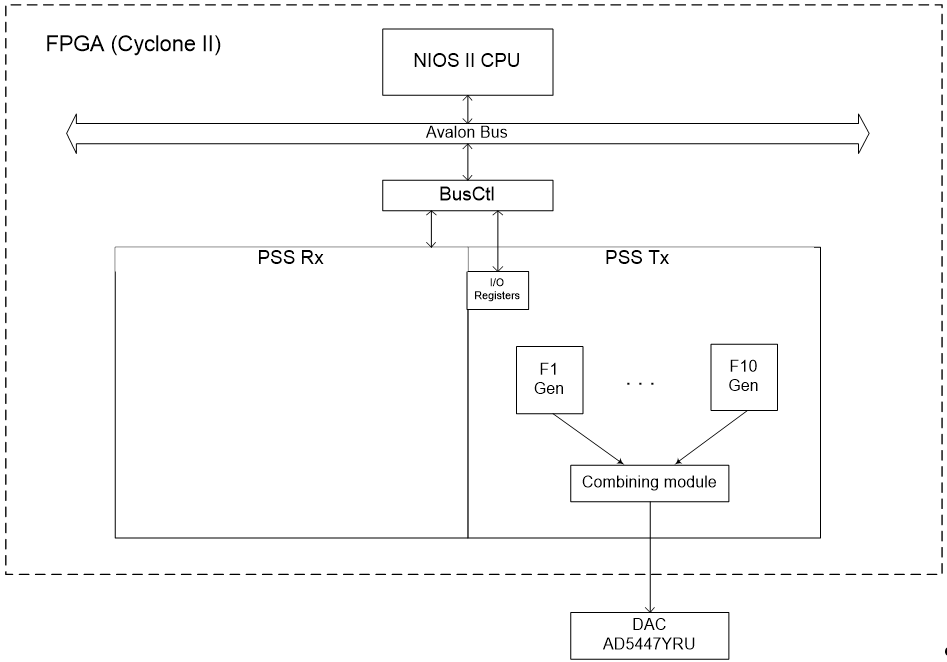 FPGA (Cyclone II)
NIOS II CPU
Avalon Bus
BusCtl
PSS Rx
PSS Tx
I/O
Registers
F1
Gen
. . .
F10
Gen
Combining module
DAC
AD5447YRU